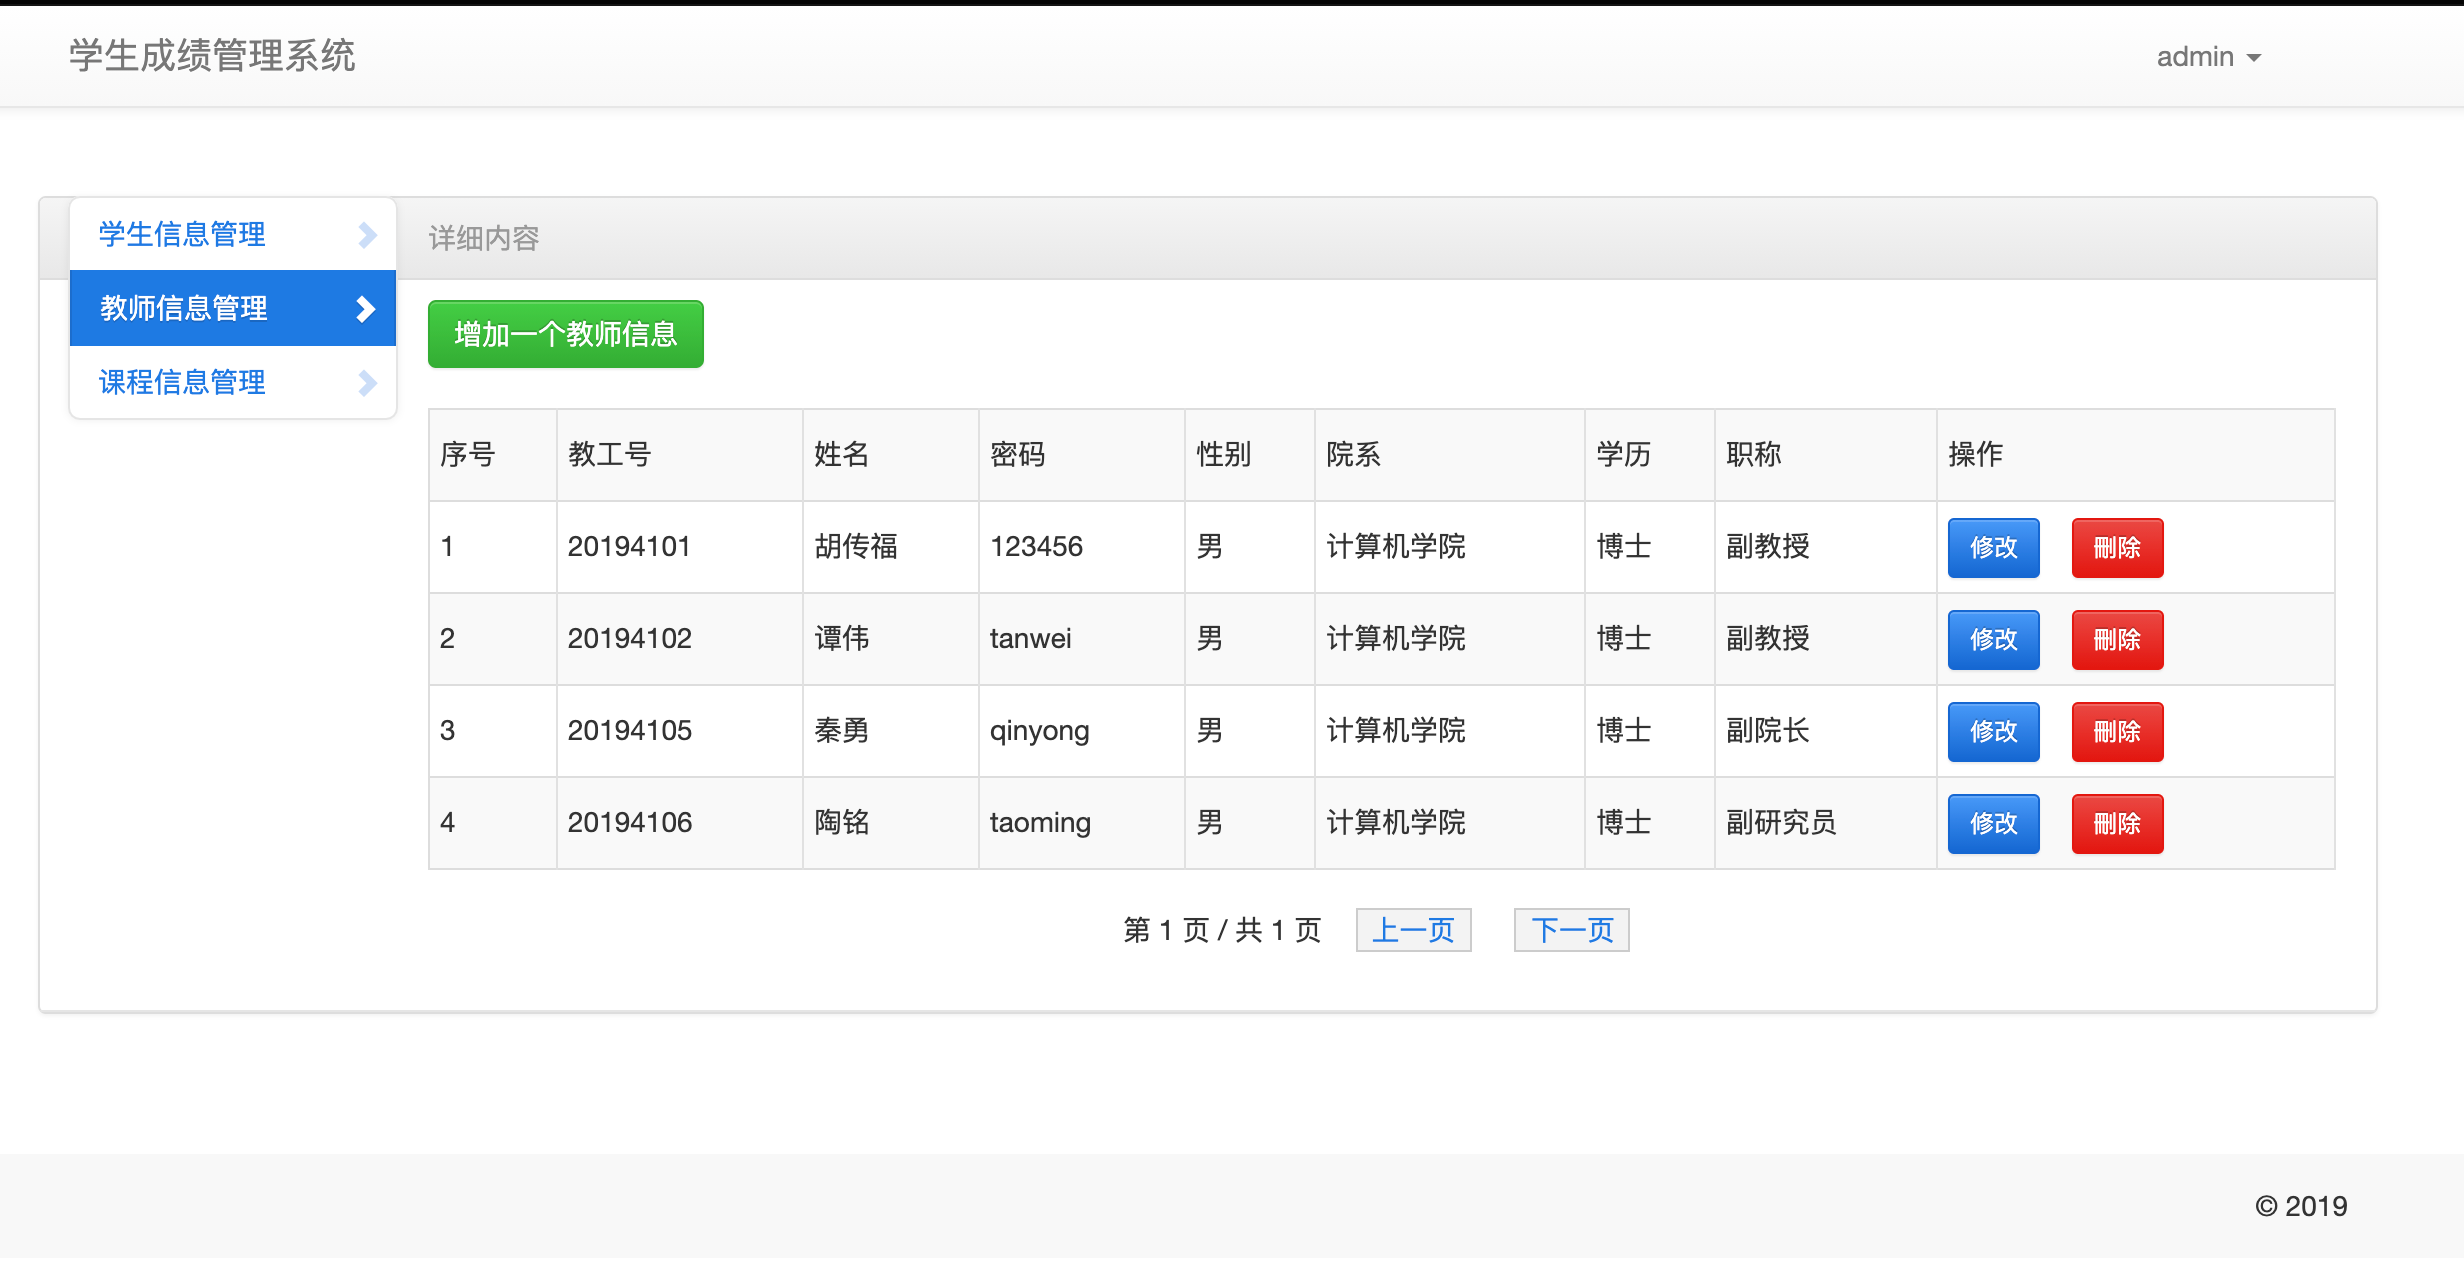 学生成绩管理系统 admin
学生信息管理
教师信息管理
课程信息管理
详细内容
增加一个教师信息
序号 教工号 姓名 密码 性别 院系 学历 职称 操作
1 20194101 胡传福 123456 男 计算机学院 博士 副教授 修改 删除
2 20194102 谭伟 tanwei 男 计算机学院 博士 副教授 修改 删除
3 20194105 秦勇 qinyong 男 计算机学院 博士 副院长 修改 删除
4 20194106 陶铭 taoming 男 计算机学院 博士 副研究员 修改 删除
第 1 页 / 共 1 页 上一页 下一页
© 2019